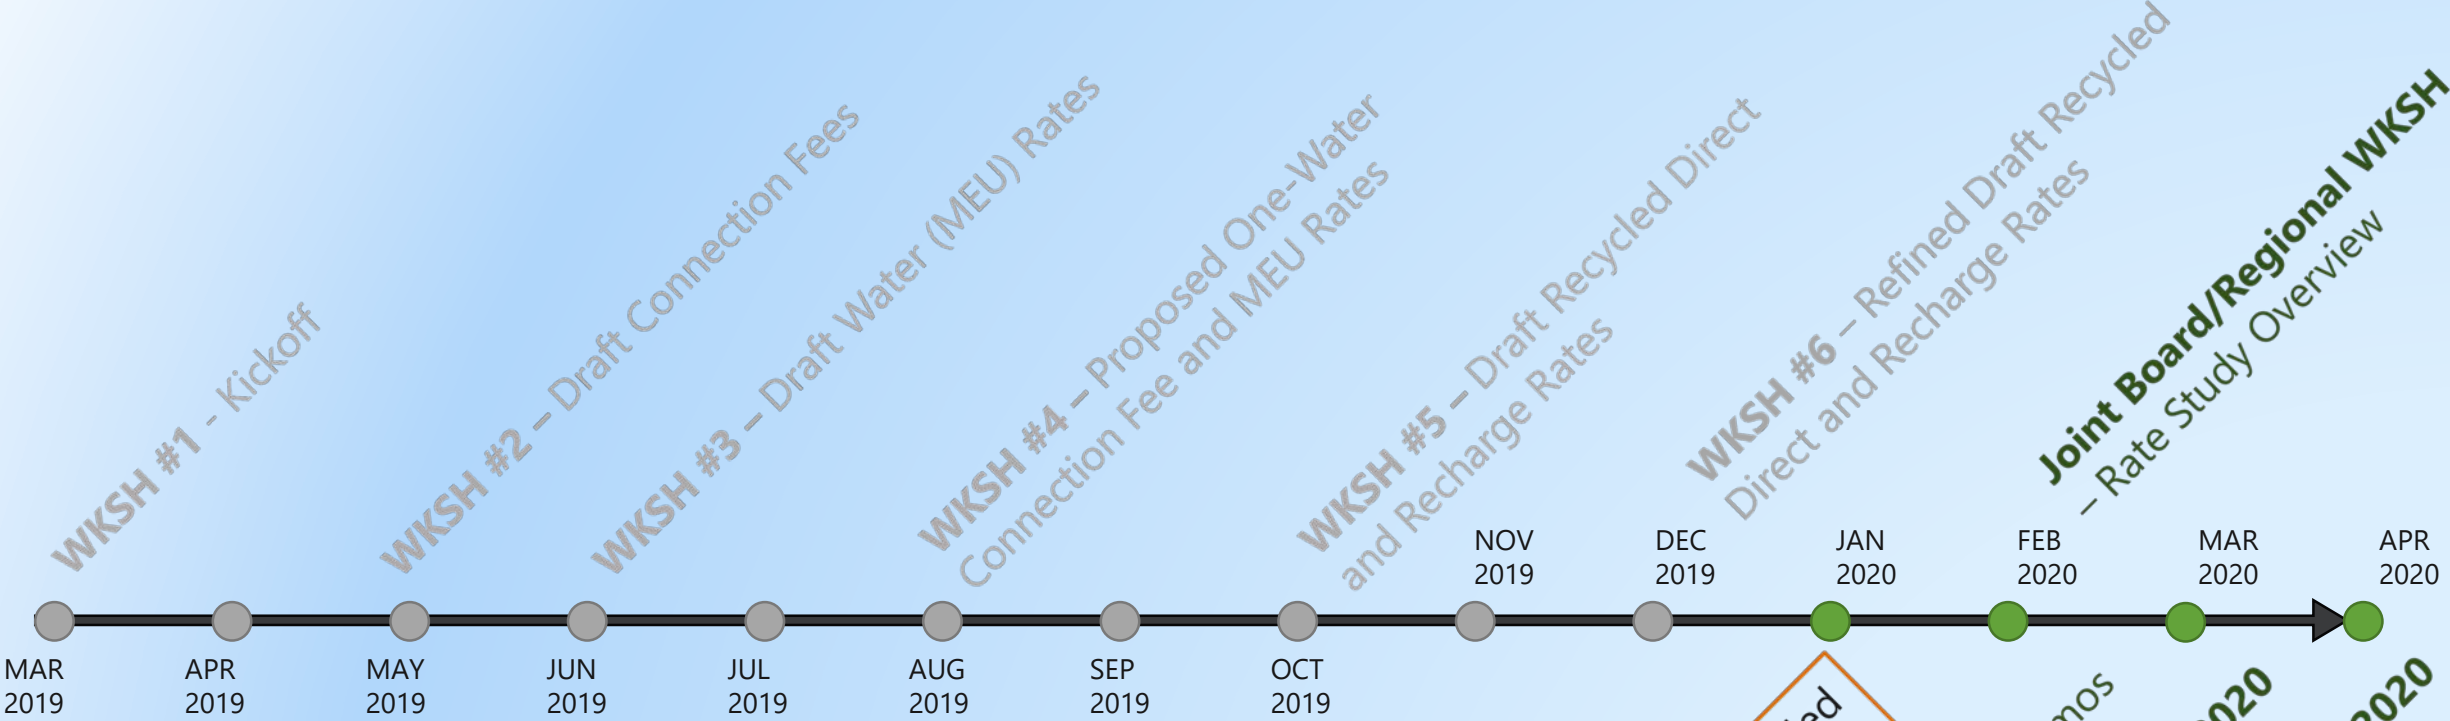 WKSH #1 - Kickoff
WKSH #2 – Draft Connection Fees
WKSH #3 – Draft Water (MEU) Rates
WKSH #4 – Proposed One-Water
Connection Fee and MEU Rates
WKSH #5 – Draft Recycled Direct
and Recharge Rates
WKSH #6 – Refined Draft Recycled
Direct and Recharge Rates
Joint Board/Regional WKSH
– Rate Study Overview
NOV
2019
DEC
2019
JAN
2020
FEB
2020
MAR
2020
APR
2020
MAR
2019
APR
2019
MAY
2019
JUN
2019
JUL
2019
AUG
2019
SEP
2019
OCT
2019
2020